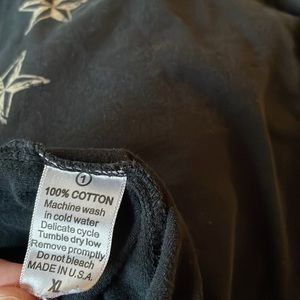 1
100% COTTON
Machine wash
in cold water
Delicate cycle
Tumble dry low
Remove promptly
Do not bleach
MADE IN U.S.A.
XL